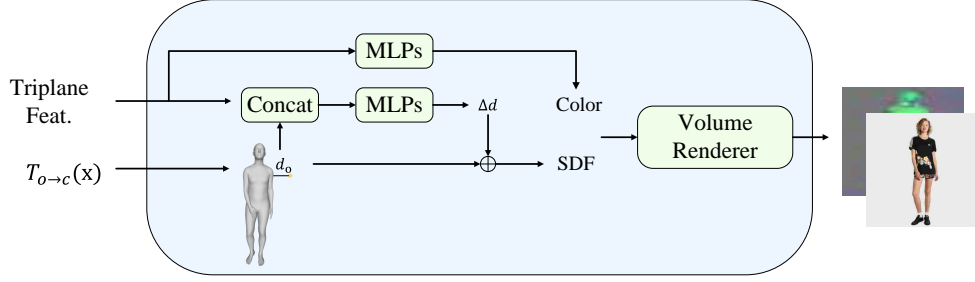 MLPs
Triplane
Feat.
Concat
MLPs
Δd
Color
Volume
Renderer
T_{o→c}(x)
d_o
SDF